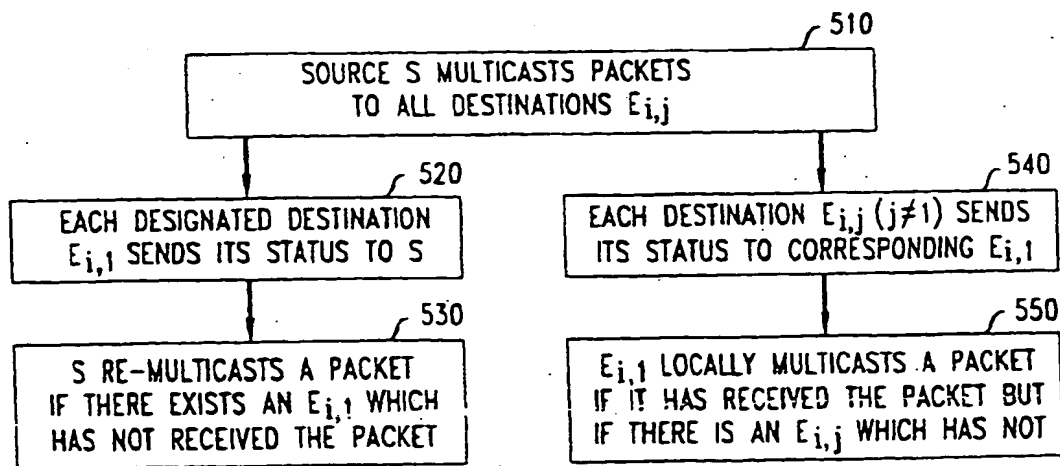 510
SOURCE S MULTICASTS PACKETS
TO ALL DESTINATIONS Ei,j
520
EACH DESIGNATED DESTINATION
Ei,1 SENDS ITS STATUS TO S
530
S RE-MULTICASTS A PACKET
IF THERE EXISTS AN Ei,1 WHICH
HAS NOT RECEIVED THE PACKET
540
EACH DESTINATION Ei,j (j≠1) SENDS
ITS STATUS TO CORRESPONDING Ei,1
550
Ei,1 LOCALLY MULTICASTS A PACKET
IF IT HAS RECEIVED THE PACKET BUT
IF THERE IS AN Ei,j WHICH HAS NOT